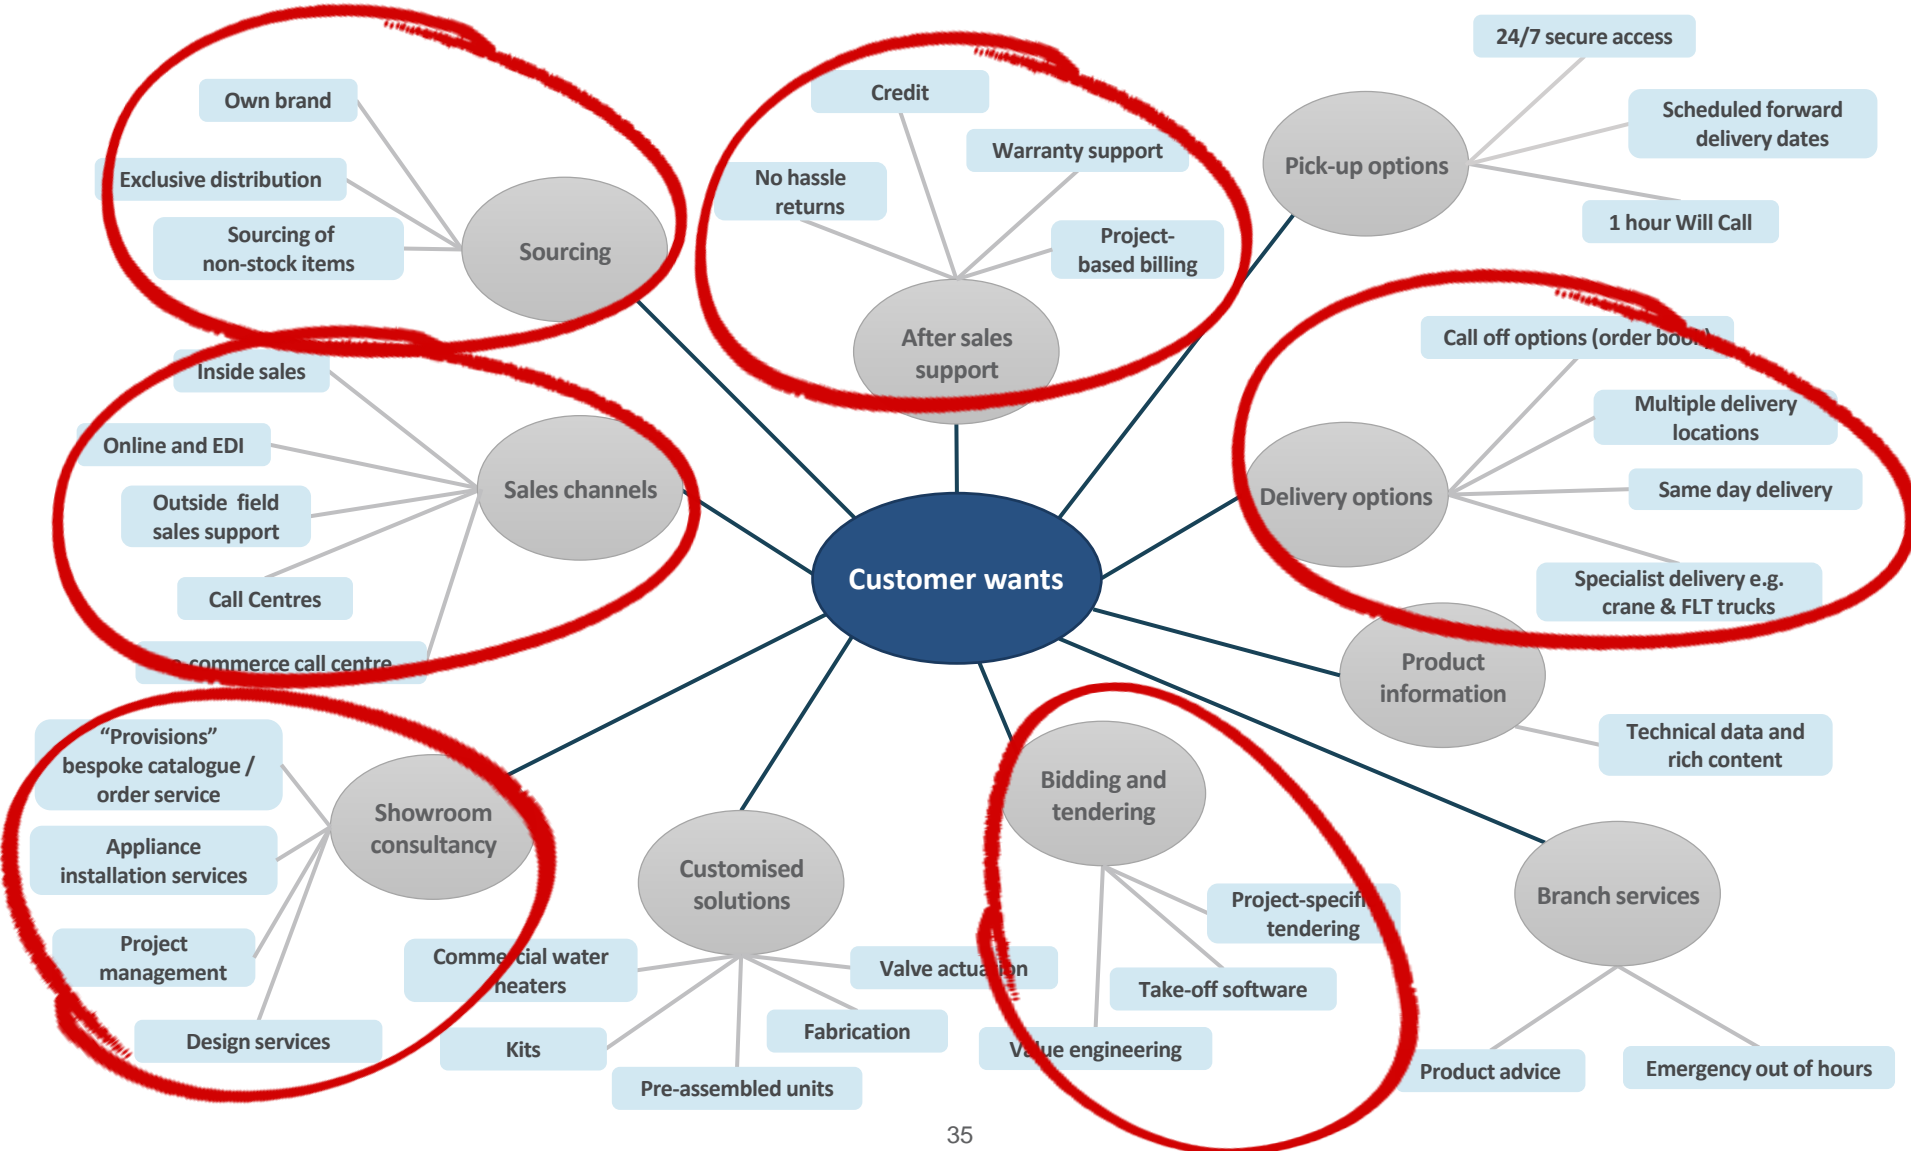 Own brand
Exclusive distribution
Sourcing of
non-stock items
Sourcing
Credit
Warranty support
No hassle
returns
Project-
based billing
After sales
support
24/7 secure access
Scheduled forward
delivery dates
1 hour Will Call
Pick-up options
Call off options (order book)
Multiple delivery
locations
Same day delivery
Specialist delivery e.g.
crane & FLT trucks
Delivery options
Inside sales
Online and EDI
Outside field
sales support
Call Centres
commerce call centre
Sales channels
Customer wants
Product
information
Technical data and
rich content
“Provisions”
bespoke catalogue /
order service
Appliance
installation services
Project
management
Design services
Showroom
consultancy
Customised
solutions
Commercial water
heaters
Kits
Pre-assembled units
Fabrication
Valve actuation
Bidding and
tendering
Project-specific
tendering
Take-off software
Value engineering
Branch services
Product advice
Emergency out of hours
35